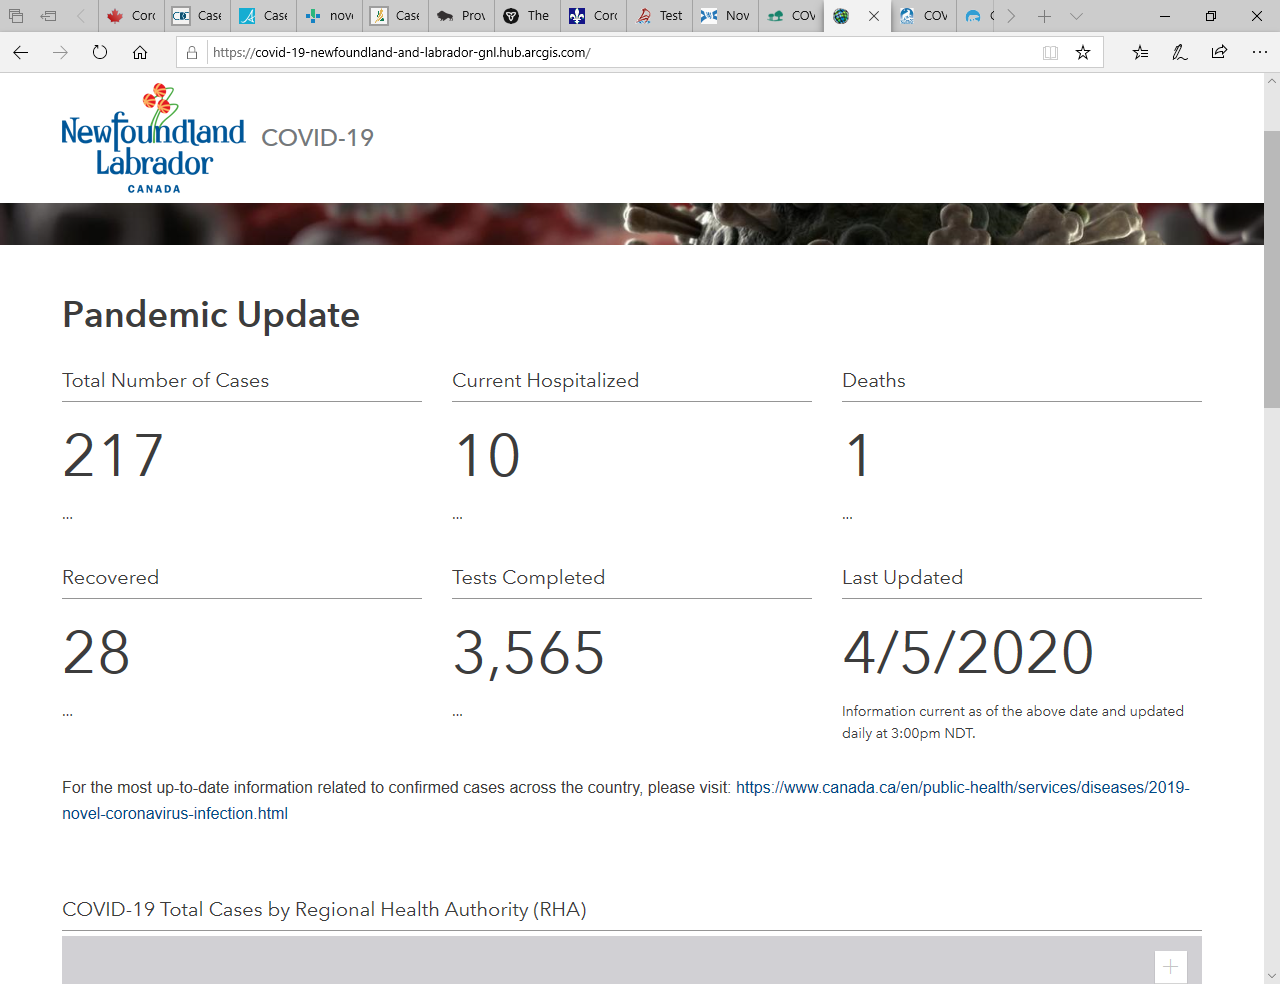 Coro
Case
Case
nove
Case
Prov
The
Coro
Test
Nov
COV
COV
https://covid-19-newfoundland-and-labrador-gnl.hub.arcgis.com/
Newfoundland
Labrador
CANADA
COVID-19
Pandemic Update
Total Number of Cases
Current Hospitalized
Deaths
217
10
1
...
...
...
Recovered
Tests Completed
Last Updated
28
3,565
4/5/2020
...
...
Information current as of the above date and updated
daily at 3:00pm NDT.
For the most up-to-date information related to confirmed cases across the country, please visit: https://www.canada.ca/en/public-health/services/diseases/2019-
novel-coronavirus-infection.html
COVID-19 Total Cases by Regional Health Authority (RHA)